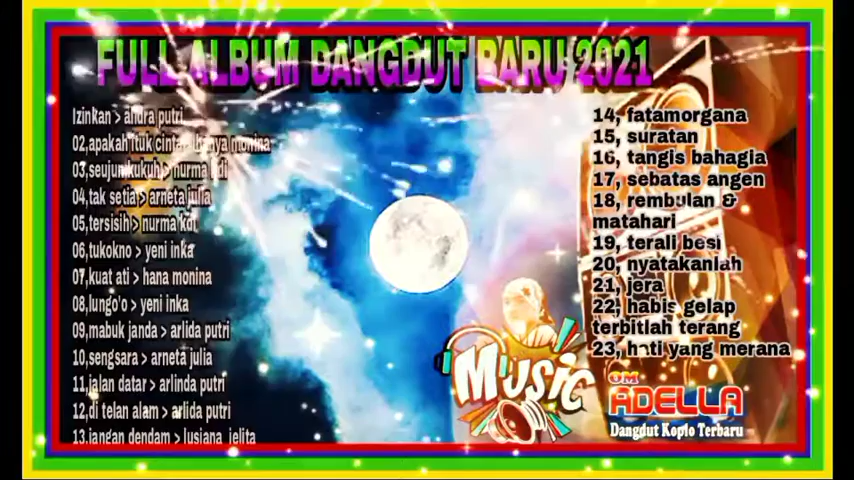 FULL ALBUM DANGDUT BARU 2021
Izinkan > andra putri
02,apakah ituk cinta > hanya monina
03,seujung kukuh > nurma kdi
04,tak setia > arneta julia
05,tersisih > nurma kdi
06,tukokno > yeni inka
07,kuat ati > hana monina
08,lungo'o > yeni inka
09,mabuk janda > arlida putri
10,sengsara > arneta julia
11,jalan datar > arlinda putri
12,di telan alam > arlida putri
13,jangan dendam > lusiana jelita
14, fatamorgana
15, suratan
16, tangis bahagia
17, sebatas angen
18, rembulan &
matahari
19, terali besi
20, nyatakanlah
21, jera
22, habis gelap
terbitlah terang
23, hati yang merana
MUSIC
OM
ADELLA
Dangdut Koplo Terbaru